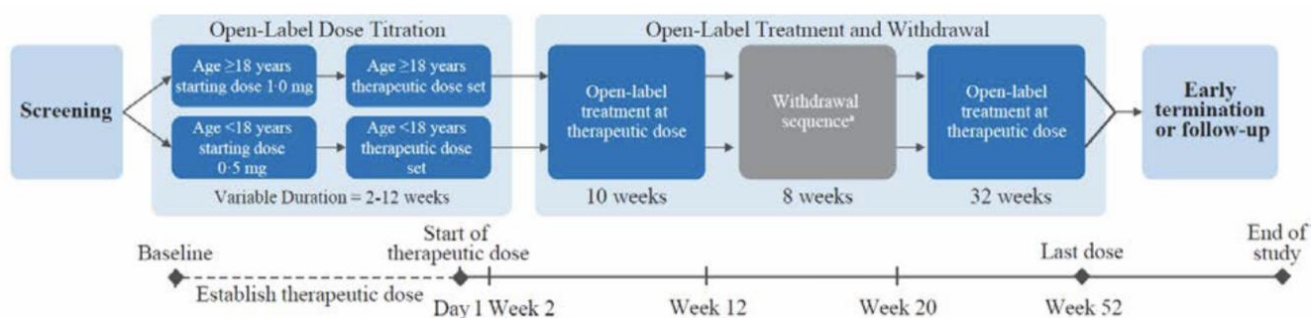 Open-Label Dose Titration
Open-Label Treatment and Withdrawal
Screening
Age ≥18 years
starting dose 1·0 mg
Age ≥18 years
therapeutic dose set
Age <18 years
starting dose
0·5 mg
Age <18 years
therapeutic dose
set
Variable Duration = 2-12 weeks
Open-label
treatment at
therapeutic dose
10 weeks
Withdrawal
sequenceª
8 weeks
Open-label
treatment at
therapeutic dose
32 weeks
Early
termination
or follow-up
Baseline
Establish therapeutic dose
Start of
therapeutic dose
Day 1 Week 2
Week 12
Week 20
Last dose
Week 52
End of
study